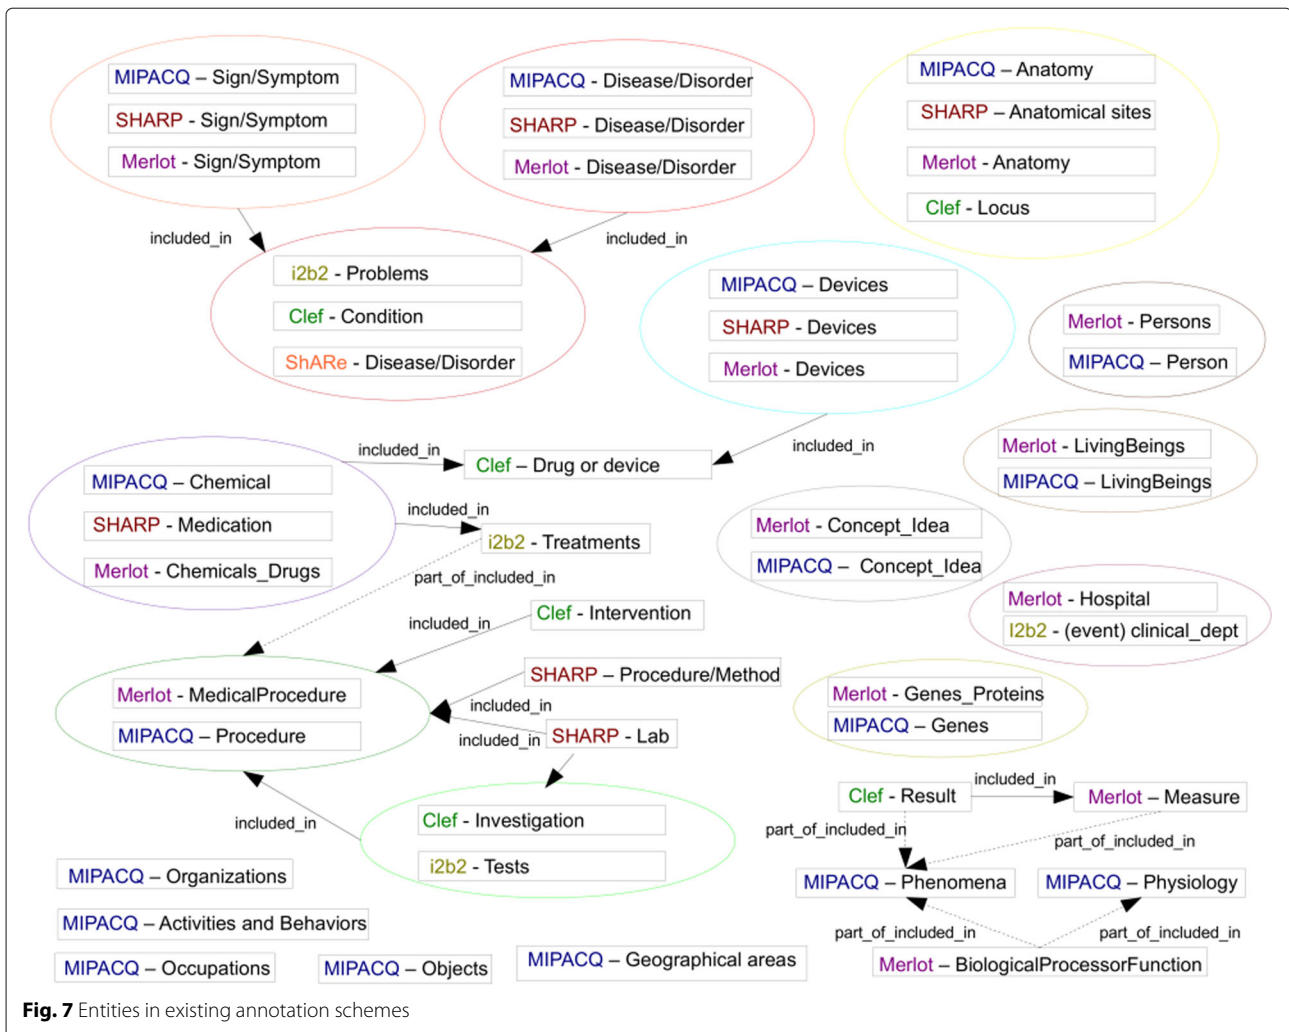 MIPACQ – Sign/Symptom
SHARP - Sign/Symptom
Merlot - Sign/Symptom
MIPACQ - Disease/Disorder
SHARP - Disease/Disorder
Merlot - Disease/Disorder
MIPACQ – Anatomy
SHARP – Anatomical sites
Merlot - Anatomy
Clef - Locus
included_in
included_in
i2b2 - Problems
Clef - Condition
ShARe - Disease/Disorder
MIPACQ – Devices
SHARP - Devices
Merlot - Devices
Merlot - Persons
MIPACQ – Person
included_in
included_in
Clef – Drug or device
Merlot - LivingBeings
MIPACQ – LivingBeings
MIPACQ – Chemical
SHARP – Medication
Merlot - Chemicals_Drugs
included_in
i2b2 - Treatments
part_of_included_in
Merlot - Concept_Idea
MIPACQ – Concept_Idea
Merlot - Hospital
I2b2 - (event) clinical_dept
Clef - Intervention
included_in
SHARP – Procedure/Method
included_in
included_in
SHARP - Lab
Merlot - MedicalProcedure
MIPACQ – Procedure
Merlot - Genes_Proteins
MIPACQ – Genes
included_in
Clef - Investigation
i2b2 - Tests
Clef - Result
included_in
Merlot – Measure
part_of_included_in
part_of_included_in
MIPACQ – Phenomena
MIPACQ – Physiology
part_of_included_in
part_of_included_in
Merlot – BiologicalProcessorFunction
MIPACQ – Organizations
MIPACQ – Activities and Behaviors
MIPACQ – Occupations
MIPACQ – Objects
MIPACQ – Geographical areas
Fig. 7 Entities in existing annotation schemes